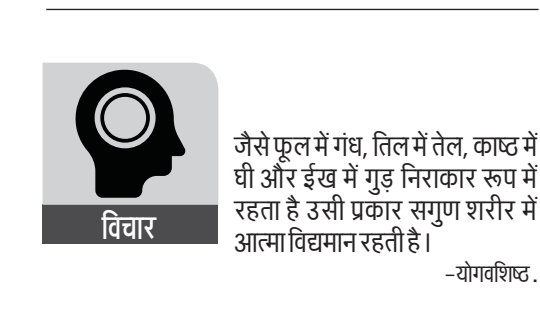 विचार
जैसे फूल में गंध, तिल में तेल, काष्ठ में
घी और ईख में गुड़ निराकार रूप में
रहता है उसी प्रकार सगुण शरीर में
आत्मा विद्यमान रहती है।
-योगवशिष्ठ.